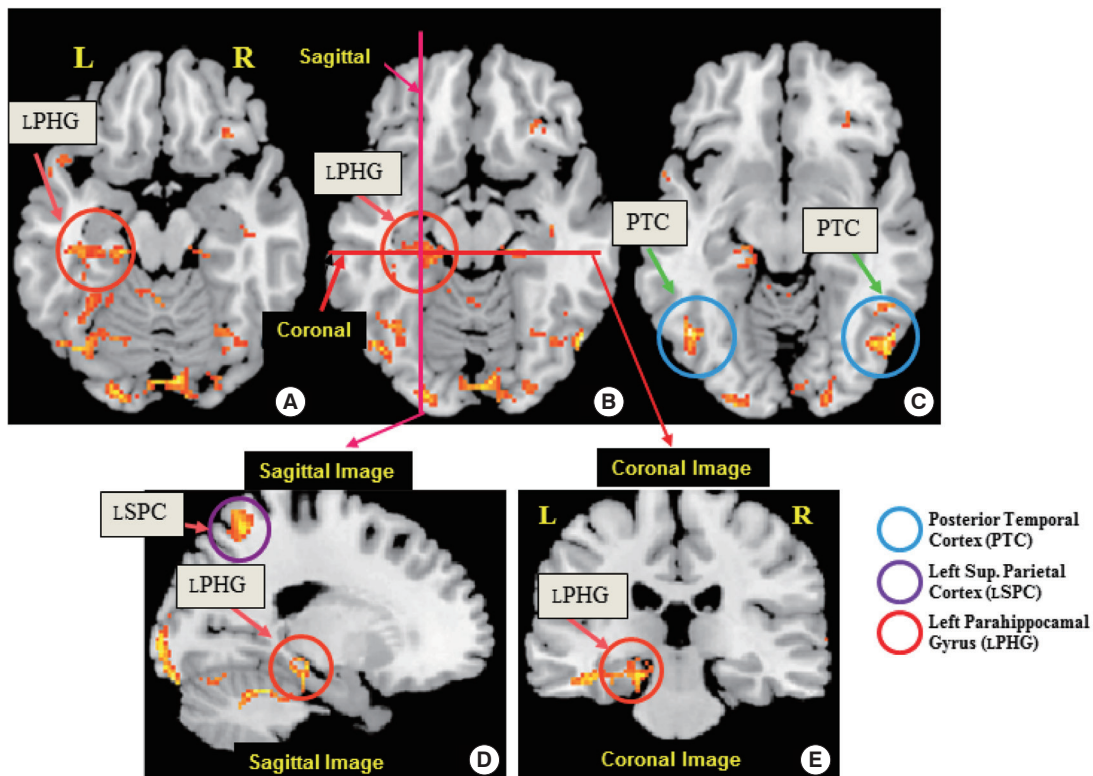 L
R
LPHG
A
Sagittal
LPHG
Coronal
B
PTC
PTC
C
Sagittal Image
LSPC
LPHG
Sagittal Image
D
Coronal Image
L
R
LPHG
Coronal Image
E
Posterior Temporal
Cortex (PTC)
Left Sup. Parietal
Cortex (LSPC)
Left Parahippocamal
Gyrus (LPHG)